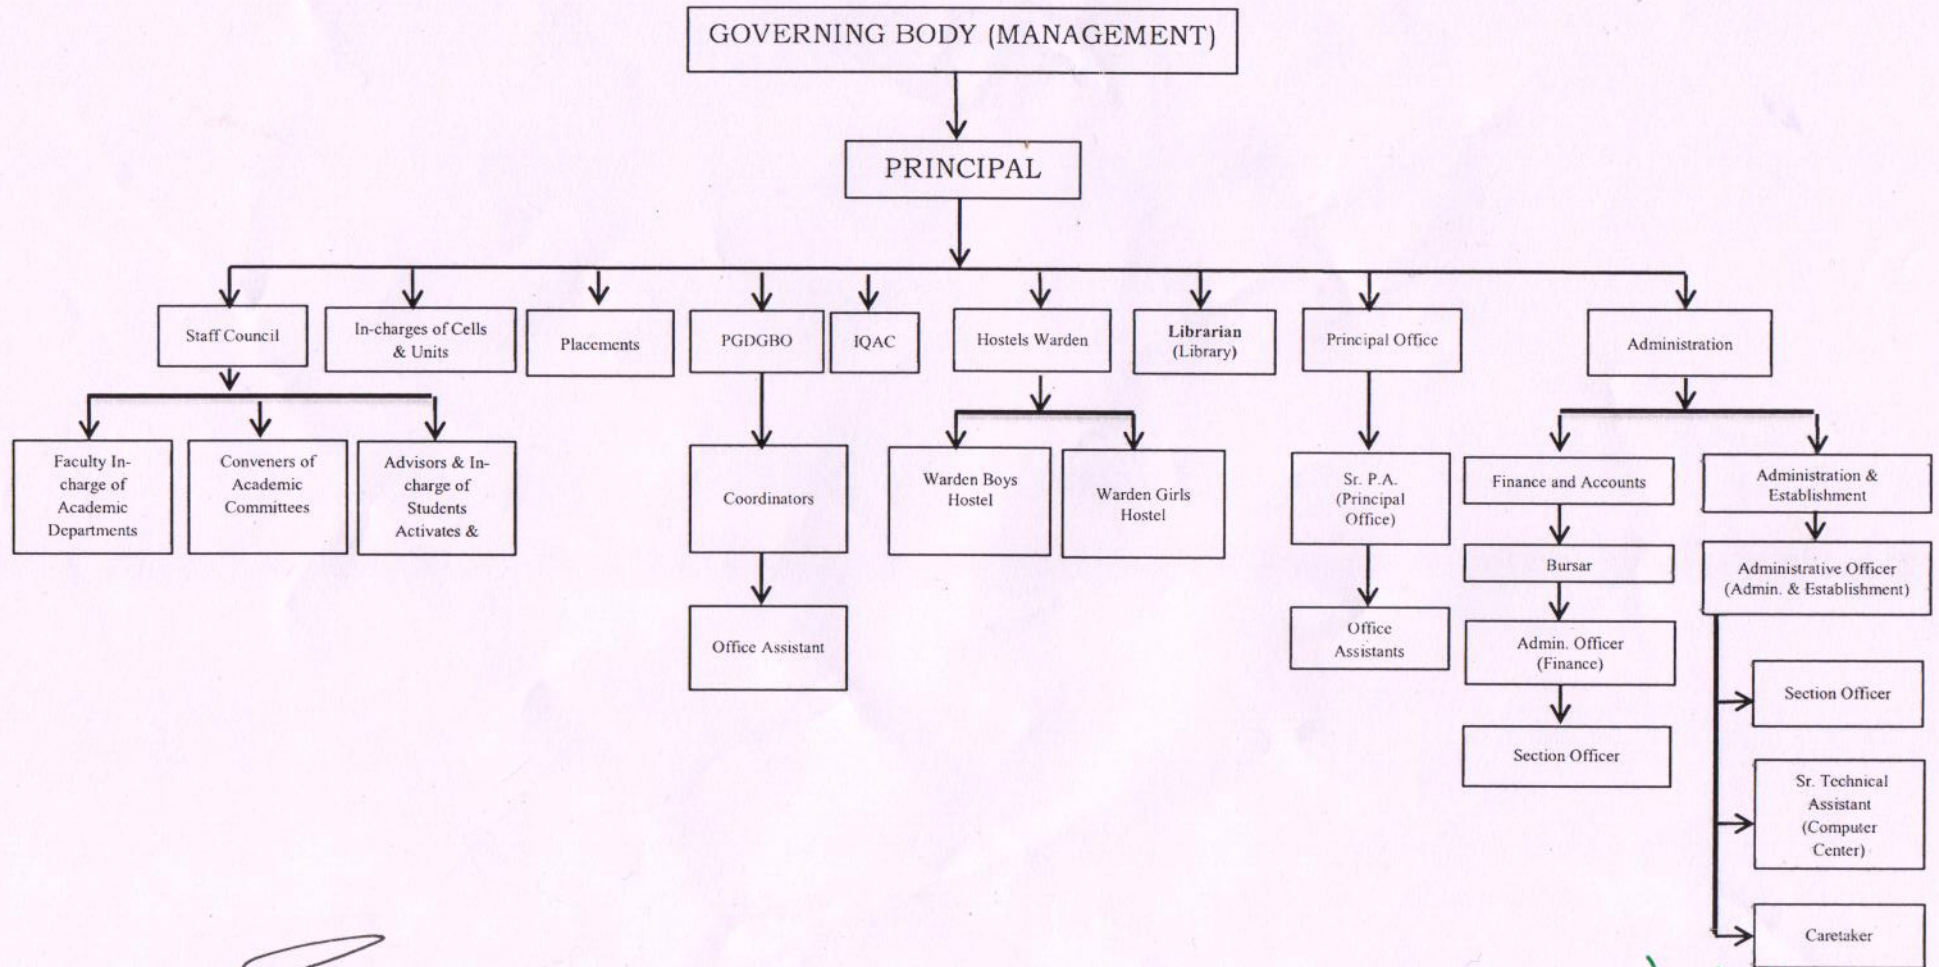 GOVERNING BODY (MANAGEMENT)
PRINCIPAL
Staff Council
In-charges of Cells
& Units
Placements
PGDGBO
IQAC
Hostels Warden
Librarian
(Library)
Principal Office
Administration
Faculty In-
charge of
Academic
Departments
Conveners of
Academic
Committees
Advisors & In-
charge of
Students
Activates &
Coordinators
Warden Boys
Hostel
Warden Girls
Hostel
Sr. P.A.
(Principal
Office)
Finance and Accounts
Administration &
Establishment
Bursar
Administrative Officer
(Admin. & Establishment)
Office Assistant
Office
Assistants
Admin. Officer
(Finance)
Section Officer
Section Officer
Sr. Technical
Assistant
(Computer
Center)
Caretaker